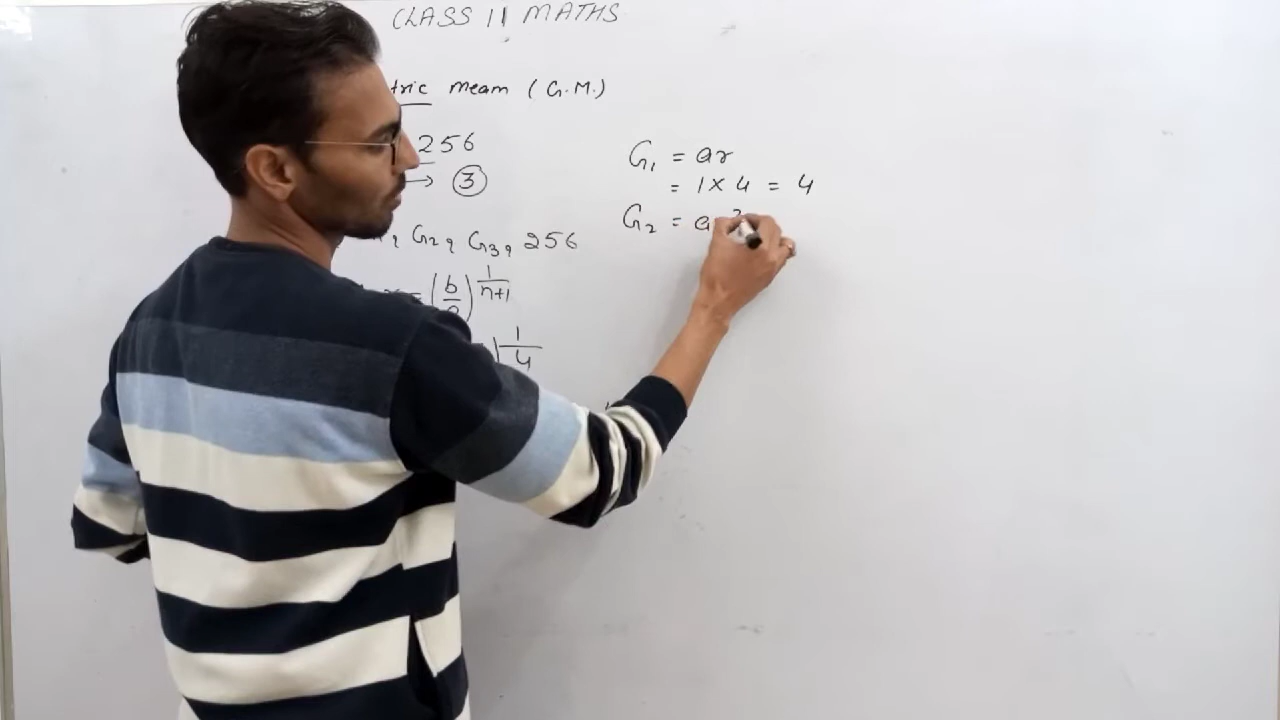 CLASS 11 MATHS
tric mean (G.M.)
256
→ 3
G₂, G₃, 256
= (b/a)^(1/(n+1))
1/4
G₁ = ar
= 1 × 4 = 4
G₂ = a